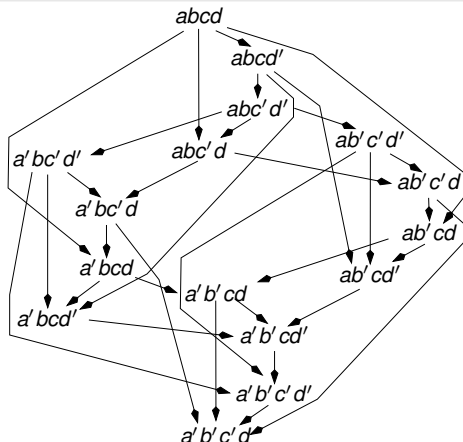 abcd
abcd′
abc′d′
abc′d
ab′c′d′
a′bc′d′
ab′c′d
a′bc′d
ab′cd
a′bcd
ab′cd′
a′b′cd
a′bcd′
a′b′cd′
a′b′c′d′
a′b′c′d